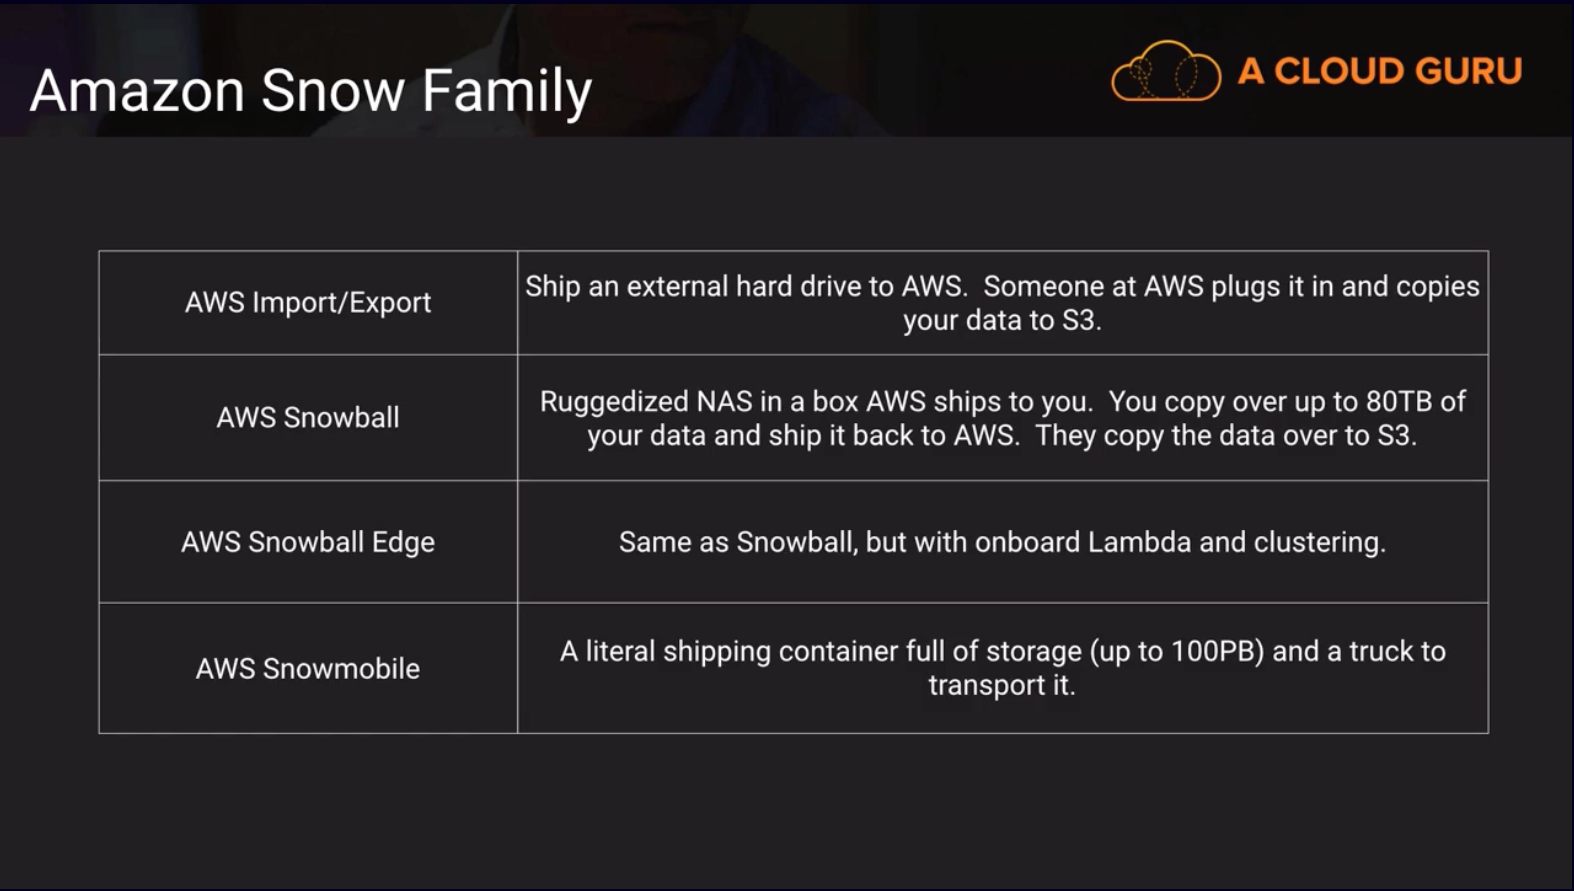 Amazon Snow Family
A CLOUD GURU
AWS Import/Export
Ship an external hard drive to AWS.  Someone at AWS plugs it in and copies
your data to S3.
AWS Snowball
Ruggedized NAS in a box AWS ships to you.  You copy over up to 80TB of
your data and ship it back to AWS.  They copy the data over to S3.
AWS Snowball Edge
Same as Snowball, but with onboard Lambda and clustering.
AWS Snowmobile
A literal shipping container full of storage (up to 100PB) and a truck to
transport it.